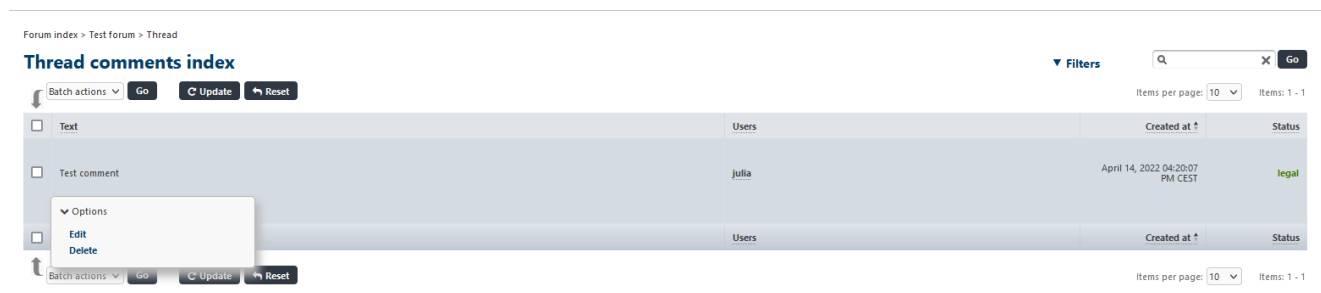 Forum index > Test forum > Thread
Thread comments index
Filters
Go
Batch actions Go Update Reset
Items per page: 10 Items: 1 - 1
Text Users Created at Status
Test comment julia April 14, 2022 04:20:07 PM CEST legal
Options
Edit
Delete
Users Created at Status
Batch actions Go Update Reset
Items per page: 10 Items: 1 - 1